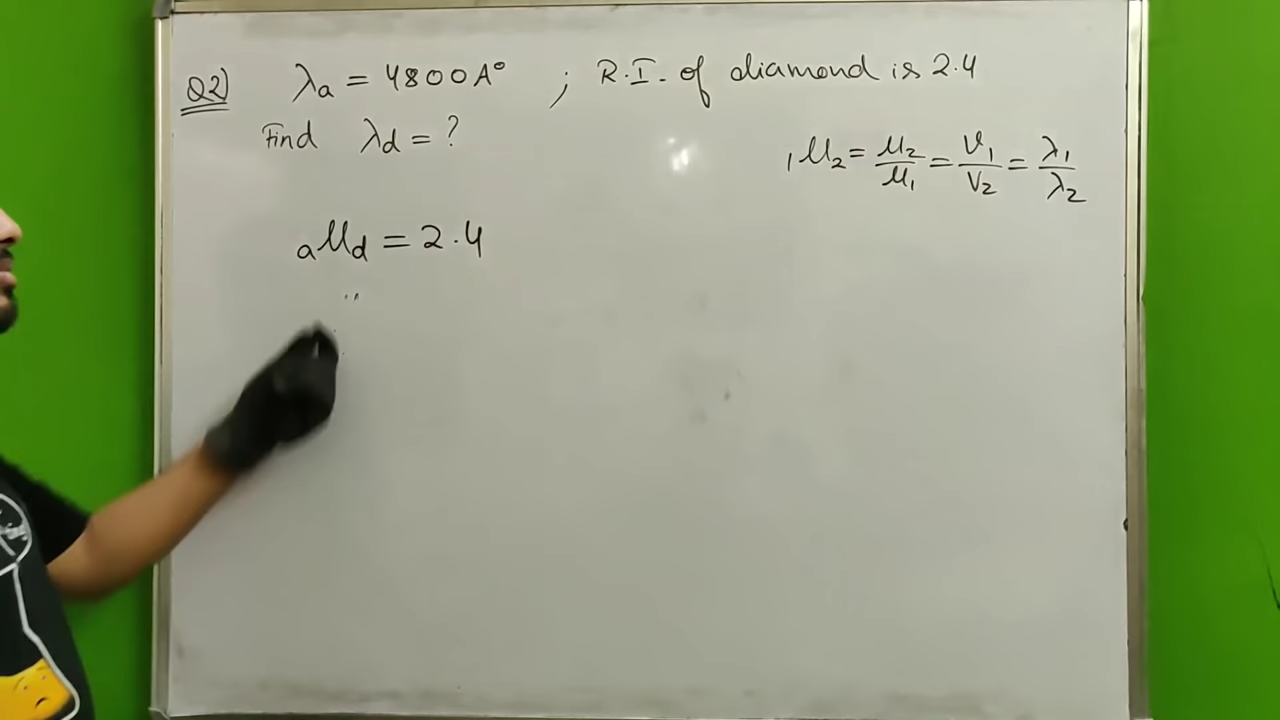 Q2) λa = 4800A° ; R.I. of diamond is 2.4
Find λd = ?
₁μ₂ = μ₂/μ₁ = v₁/v₂ = λ₁/λ₂
aμd = 2.4